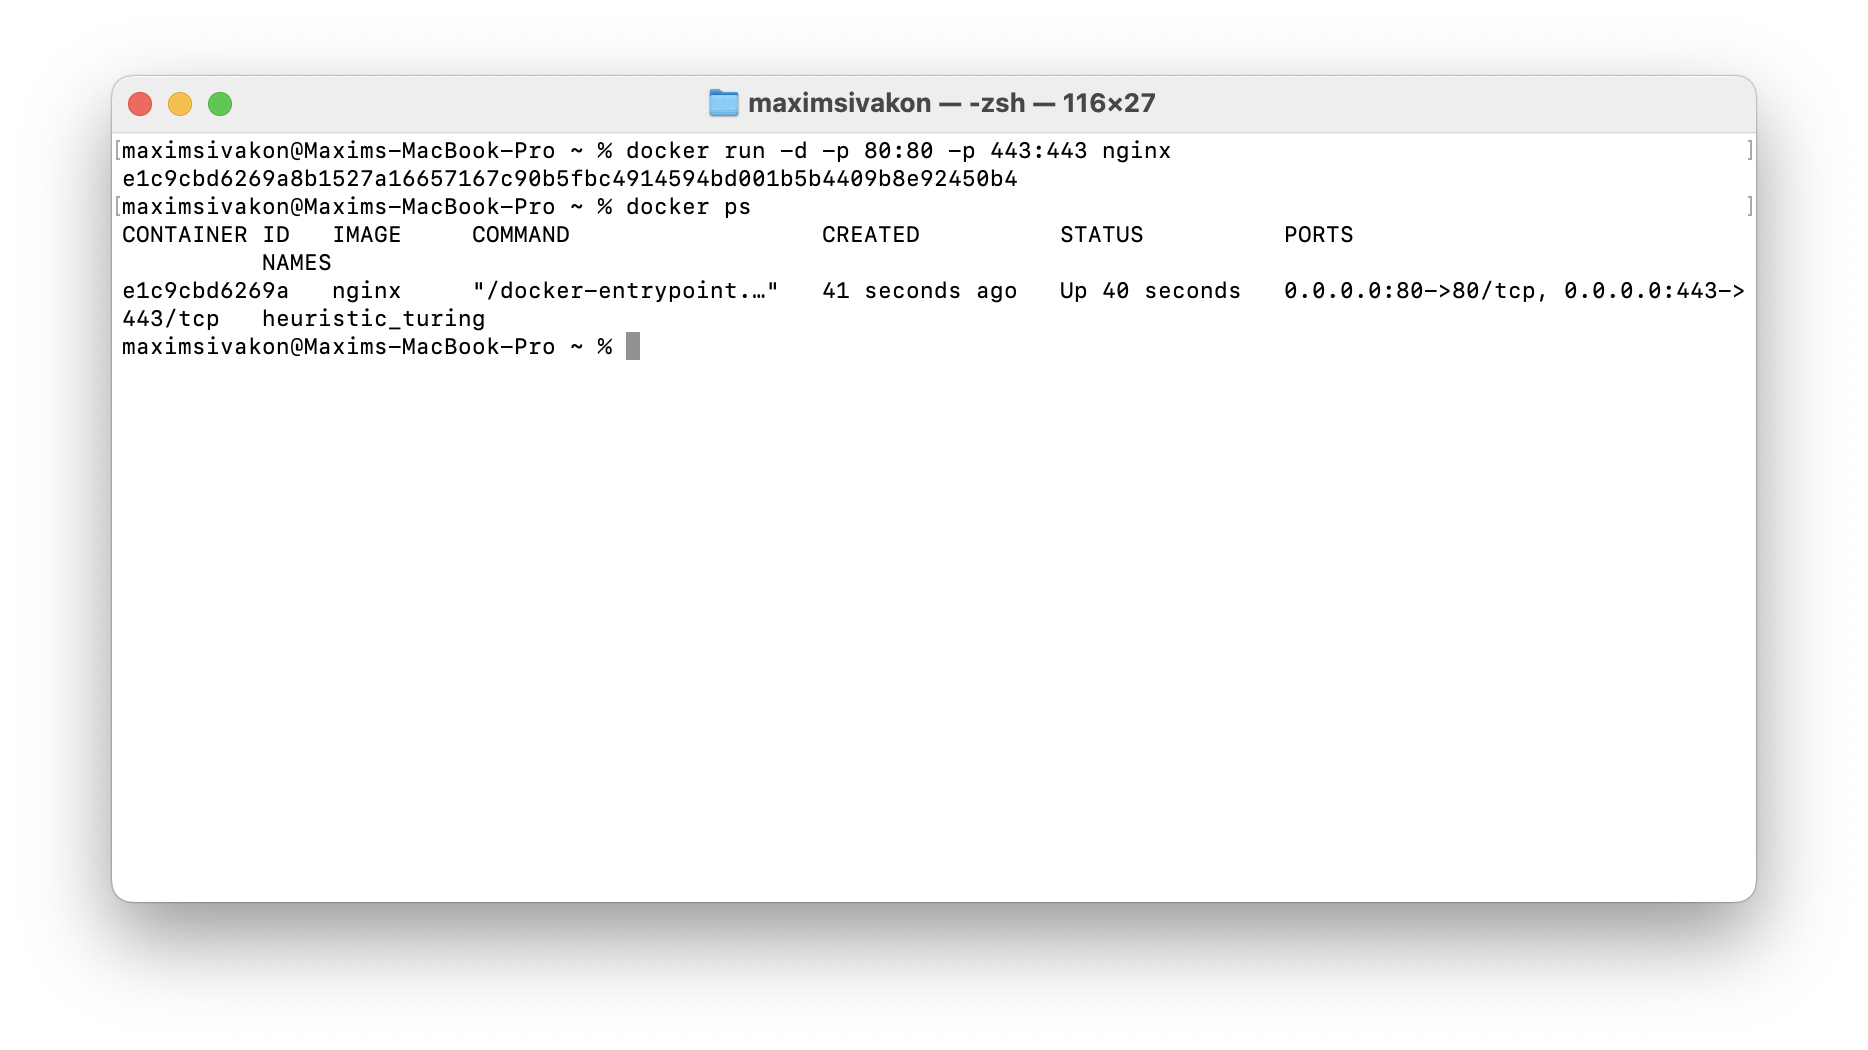 maximsivakon — -zsh — 116×27
[maximsivakon@Maxims-MacBook-Pro ~ % docker run -d -p 80:80 -p 443:443 nginx ]
e1c9cbd6269a8b1527a16657167c90b5fbc4914594bd001b5b4409b8e92450b4
[maximsivakon@Maxims-MacBook-Pro ~ % docker ps ]
CONTAINER ID   IMAGE     COMMAND                  CREATED          STATUS          PORTS
          NAMES
e1c9cbd6269a   nginx     "/docker-entrypoint.…"   41 seconds ago   Up 40 seconds   0.0.0.0:80->80/tcp, 0.0.0.0:443->
443/tcp   heuristic_turing
maximsivakon@Maxims-MacBook-Pro ~ %